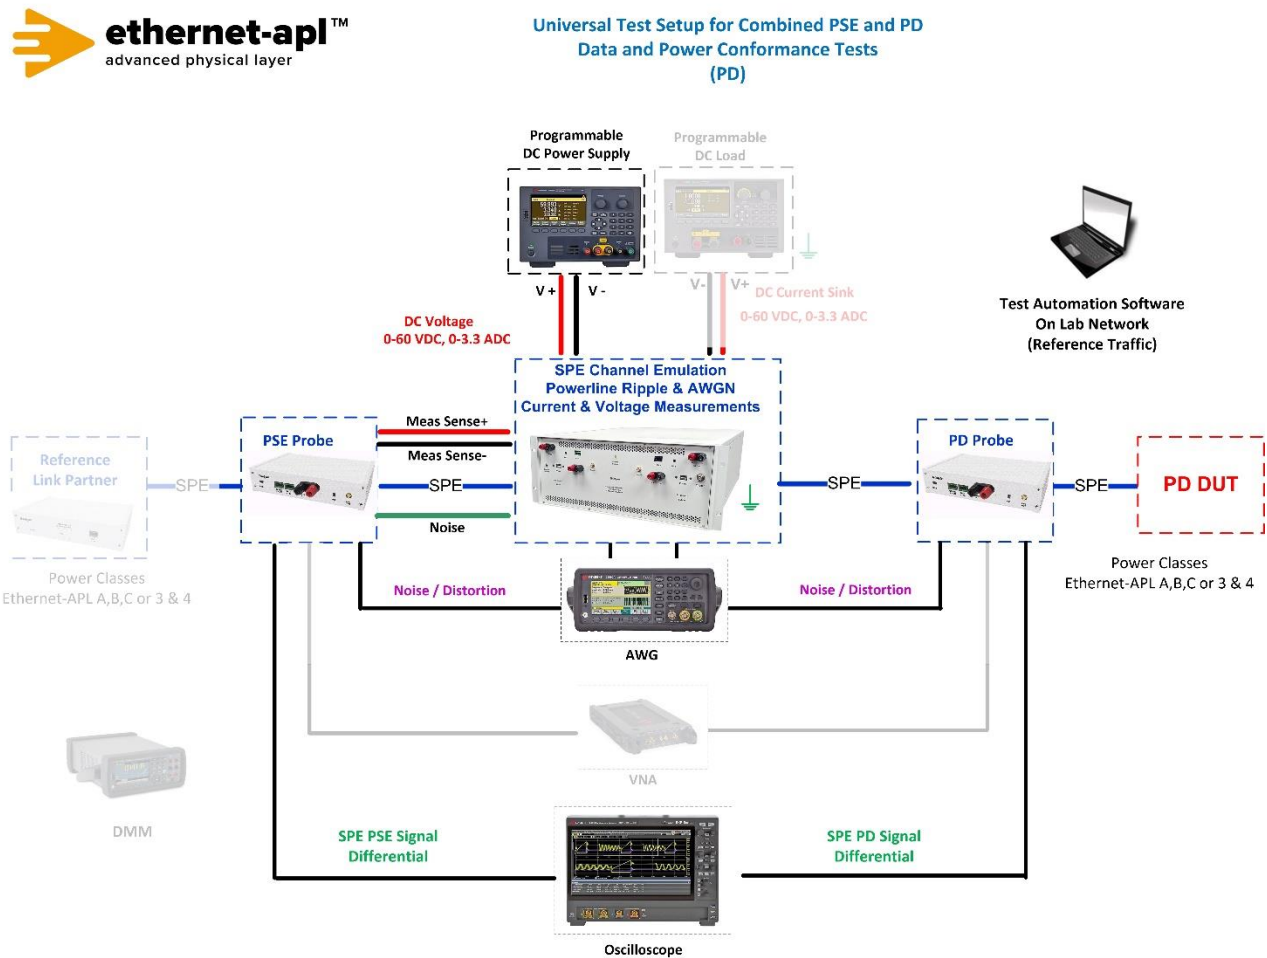 ethernet-apl™
advanced physical layer
Universal Test Setup for Combined PSE and PD
Data and Power Conformance Tests
(PD)
Programmable
DC Power Supply
Programmable
DC Load
V +
V -
V-
V+
DC Current Sink
0-60 VDC, 0-3.3 ADC
DC Voltage
0-60 VDC, 0-3.3 ADC
Test Automation Software
On Lab Network
(Reference Traffic)
SPE Channel Emulation
Powerline Ripple & AWGN
Current & Voltage Measurements
Reference
Link Partner
SPE
PSE Probe
Meas Sense+
Meas Sense-
SPE
Noise
SPE
PD Probe
SPE
PD DUT
Power Classes
Ethernet-APL A,B,C or 3 & 4
Power Classes
Ethernet-APL A,B,C or 3 & 4
Noise / Distortion
Noise / Distortion
AWG
VNA
DMM
SPE PSE Signal
Differential
SPE PD Signal
Differential
Oscilloscope